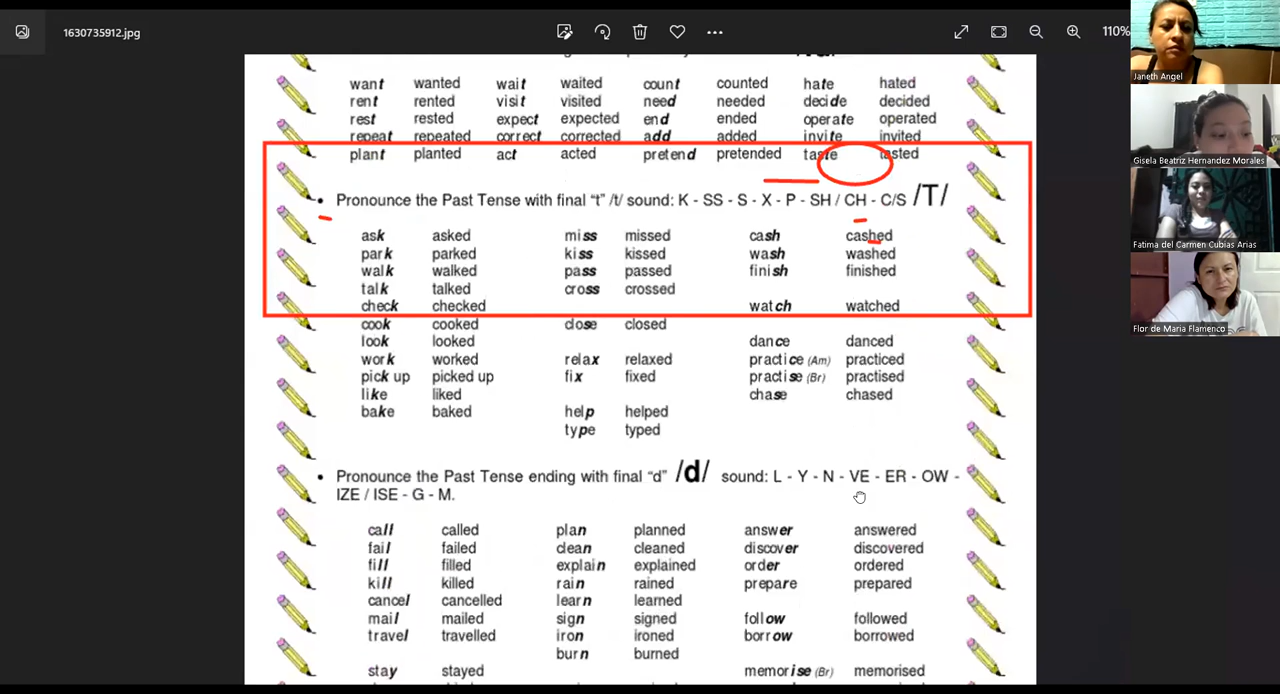 1630735912.jpg
110%
want wanted wait waited count counted hate hated
rent rented visit visited need needed decide decided
rest rested expect expected end ended operate operated
repeat repeated correct corrected add added invite invited
plant planted act acted pretend pretended taste tasted
• Pronounce the Past Tense with final “t” /t/ sound: K - SS - S - X - P - SH / CH - C/S /T/
ask asked miss missed cash cashed
park parked kiss kissed wash washed
walk walked pass passed finish finished
talk talked cross crossed
check checked watch watched
cook cooked close closed
look looked dance danced
work worked relax relaxed practice (Am) practiced
pick up picked up fix fixed practise (Br) practised
like liked chase chased
bake baked help helped
type typed
• Pronounce the Past Tense ending with final “d” /d/ sound: L - Y - N - VE - ER - OW -
IZE / ISE - G - M.
call called plan planned answer answered
fail failed clean cleaned discover discovered
fill filled explain explained order ordered
kill killed rain rained prepare prepared
cancel cancelled learn learned
mail mailed sign signed follow followed
travel travelled iron ironed borrow borrowed
burn burned
stay stayed memorise (Br) memorised
Janeth Angel
Gisela Beatriz Hernandez Morales
Fatima del Carmen Cubias Arias
Flor de Maria Flamenco